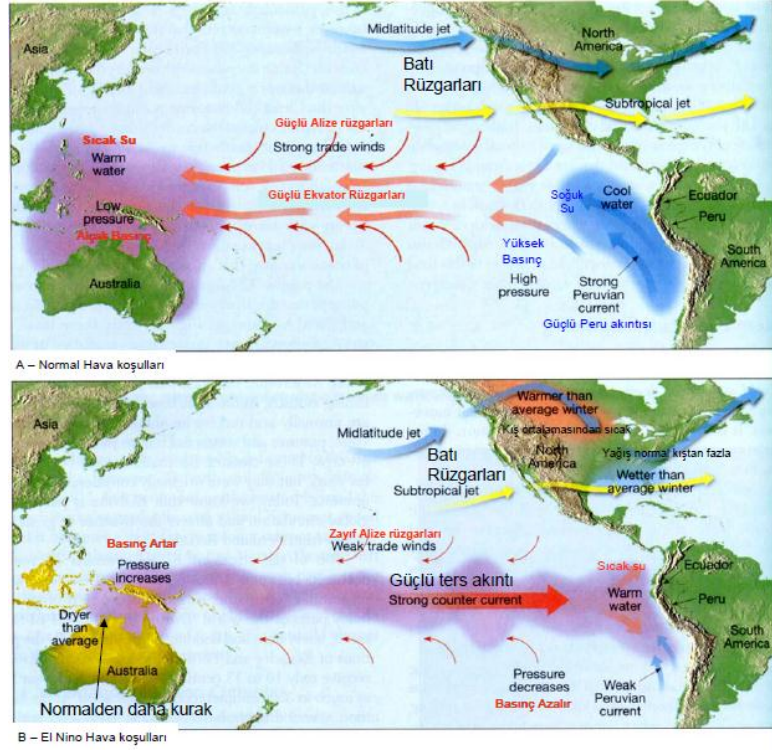 Asia
Midlatitude jet
North
America
Batı
Rüzgarları
Subtropical jet
Güçlü Alize rüzgarları
Strong trade winds
Sıcak Su
Warm
water
Güçlü Ekvator Rüzgarları
Low
pressure
Alçak Basınç
Soğuk
Su
Cool
water
Ecuador
Peru
Yüksek
Basınç
High
pressure
Strong
Peruvian
current
Güçlü Peru akıntısı
South
America
Australia
A – Normal Hava koşulları
Asia
Midlatitude jet
Warmer than
average winter
Kış ortalamasından sıcak
North
America
Yağış normal kıştan fazla
Batı
Rüzgarları
Subtropical jet
Wetter than
average winter
Basınç Artar
Pressure
increases
Zayıf Alize rüzgarları
Weak trade winds
Güçlü ters akıntı
Strong counter current
Sıcak su
Warm
water
Ecuador
Peru
Dryer
than
average
Australia
South
America
Pressure
decreases
Basınç Azalır
Weak
Peruvian
current
Normalden daha kurak
B – El Nino Hava koşulları